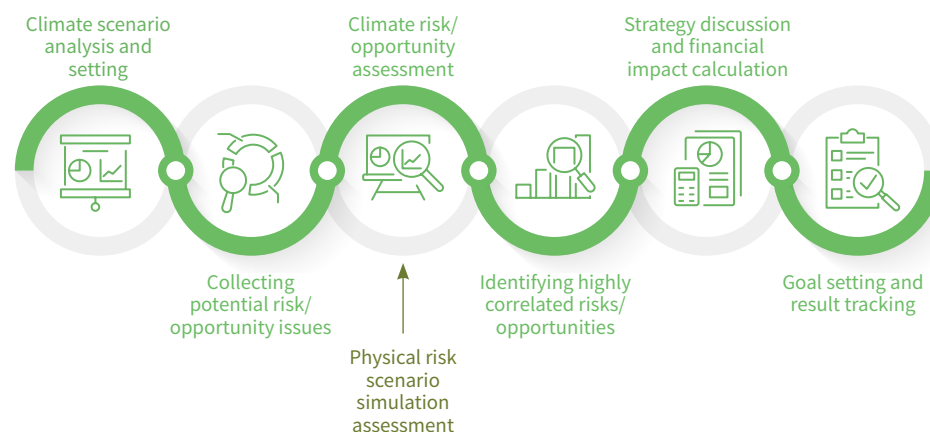 Climate scenario
analysis and
setting
Collecting
potential risk/
opportunity issues
Climate risk/
opportunity
assessment
Physical risk
scenario
simulation
assessment
Identifying highly
correlated risks/
opportunities
Strategy discussion
and financial
impact calculation
Goal setting and
result tracking